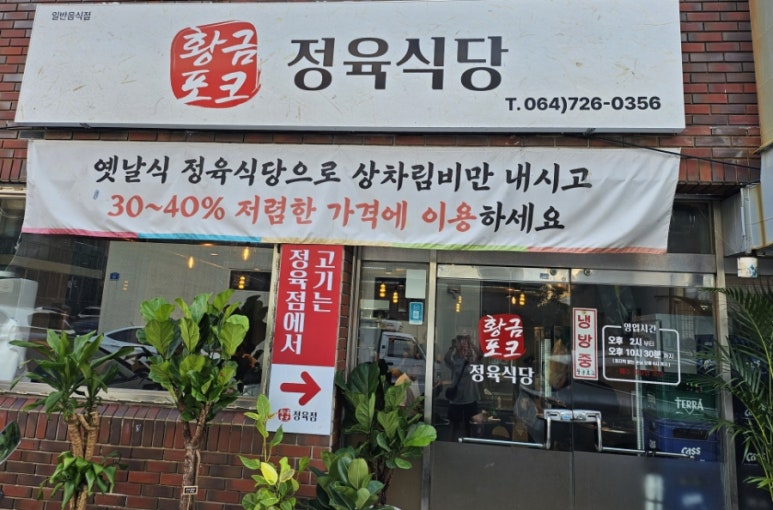 일반음식점
황금
포크
정육식당
T. 064)726-0356
옛날식 정육식당으로 상차림비만 내시고
30~40% 저렴한 가격에 이용하세요
고기는
정육점에서
정육점
황금
포크
정육식당
냉방중
영업시간
오후 2시 부터
오후 10시30분 까지
TERRA
Cass
Cass